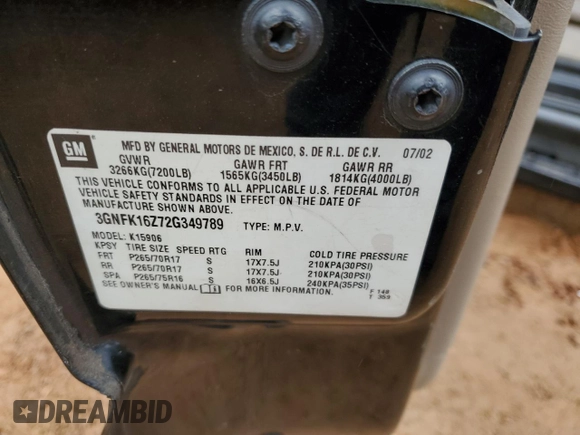 GM
MFD BY GENERAL MOTORS DE MEXICO, S. DE R.L. DE C.V. 07/02
GVWR GAWR FRT GAWR RR
3266KG(7200LB) 1565KG(3450LB) 1814KG(4000LB)
THIS VEHICLE CONFORMS TO ALL APPLICABLE U.S. FEDERAL MOTOR
VEHICLE SAFETY STANDARDS IN EFFECT ON THE DATE OF
MANUFACTURE SHOWN ABOVE.
3GNFK16Z72G349789 TYPE: M.P.V.
MODEL: K15906
KPSY TIRE SIZE SPEED RTG RIM COLD TIRE PRESSURE
FRT P265/70R17 S 17X7.5J 210KPA(30PSI)
RR P265/70R17 S 17X7.5J 210KPA(30PSI)
SPA P265/75R16 S 16X6.5J 240KPA(35PSI)
SEE OWNER'S MANUAL FOR MORE INFORMATION. F 148
T 359
DREAMBID